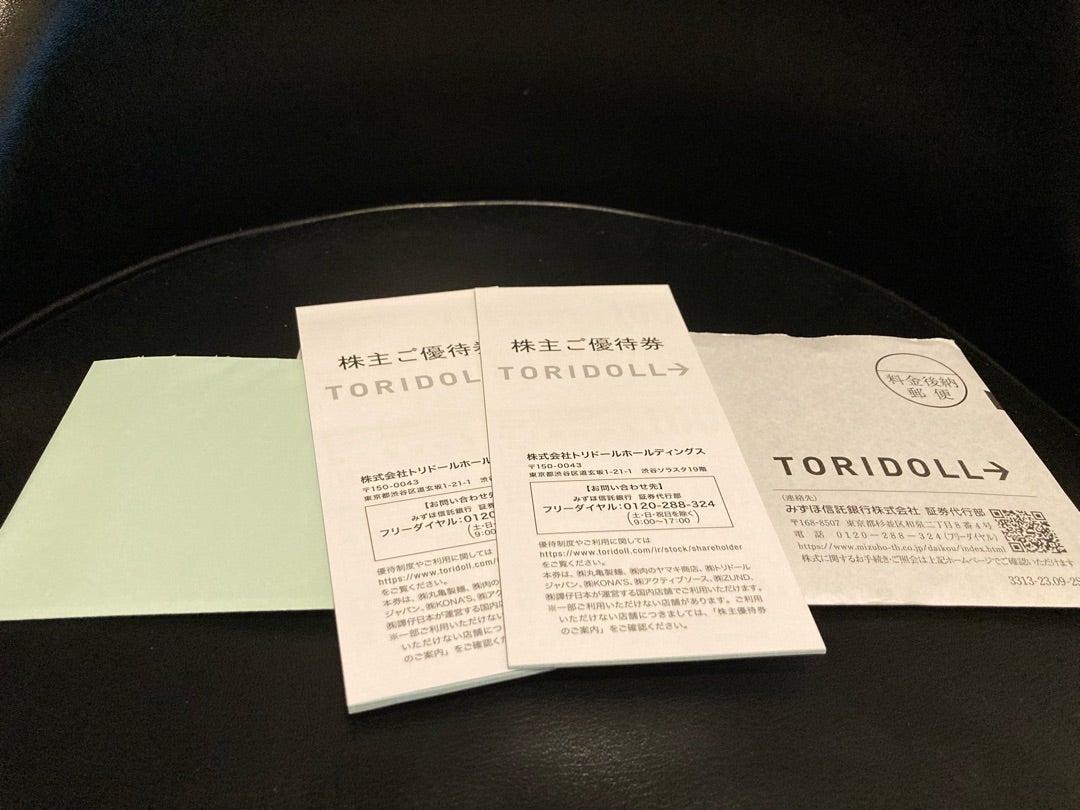 株主ご優待券
TORIDOLL
株式会社トリドールホール
〒150-0043
東京都渋谷区道玄坂1-21-1 渋谷
【お問い合わせ先
みずほ信託銀行 証券
フリーダイヤル:0120
(土・日・
9:00~
優待制度やご利用に関しては
https://www.toridoll.com/
をご覧ください。
本券は、㈱丸亀製麺、㈱肉の
ジャパン、㈱KONA'S、㈱アクティ
㈱譚仔日本が運営する国内店
※一部ご利用いただけない店
いただけない店舗につ
のご案内」をご確認くだ
株主ご優待券
TORIDOLL→
株式会社トリドールホールディングス
〒150-0043
東京都渋谷区道玄坂1-21-1 渋谷ソラスタ19階
【お問い合わせ先】
みずほ信託銀行 証券代行部
フリーダイヤル:0120-288-324
(土・日・祝日を除く)
9:00~17:00
優待制度やご利用に関しては
https://www.toridoll.com/ir/stock/shareholder
をご覧ください。
本券は、㈱丸亀製麺、㈱肉のヤマキ商店、㈱トリドール
ジャパン、㈱KONA'S、㈱アクティブソース、㈱ZUND、
㈱譚仔日本が運営する国内店舗でご利用いただけます。
※一部ご利用いただけない店舗があります。ご利用
いただけない店舗につきましては、「株主優待券
のご案内」をご確認ください。
料金後納
郵便
TORIDOLL→
(連絡先)
みずほ信託銀行株式会社 証券代行部
〒168-8507 東京都杉並区和泉二丁目8番4号
電話 0120-288-324(フリーダイヤル)
https://www.mizuho-tb.co.jp/daikou/index.html
株式に関するお手続き・ご照会は上記ホームページでご確認いただけます
3313-23.09-25